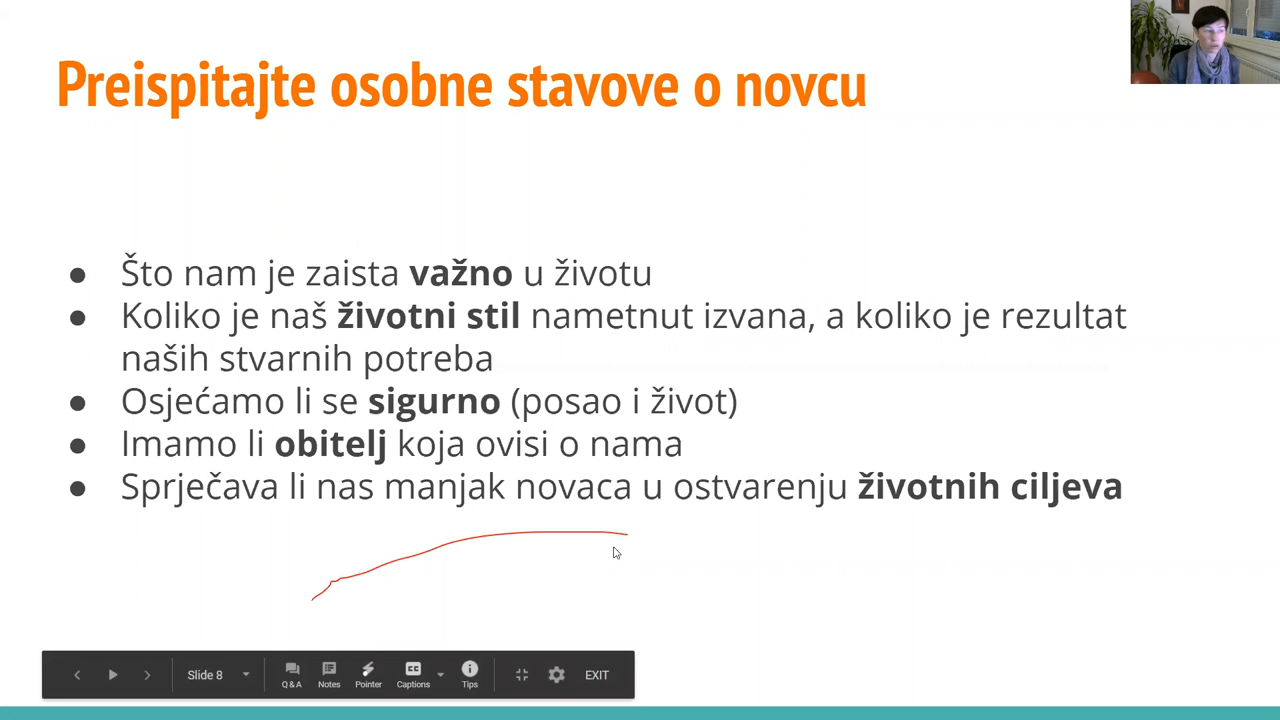 Preispitajte osobne stavove o novcu
● Što nam je zaista važno u životu
● Koliko je naš životni stil nametnut izvana, a koliko je rezultat
naših stvarnih potreba
● Osjećamo li se sigurno (posao i život)
● Imamo li obitelj koja ovisi o nama
● Sprječava li nas manjak novaca u ostvarenju životnih ciljeva
Slide 8 Q & A Notes Pointer CC Captions Tips EXIT